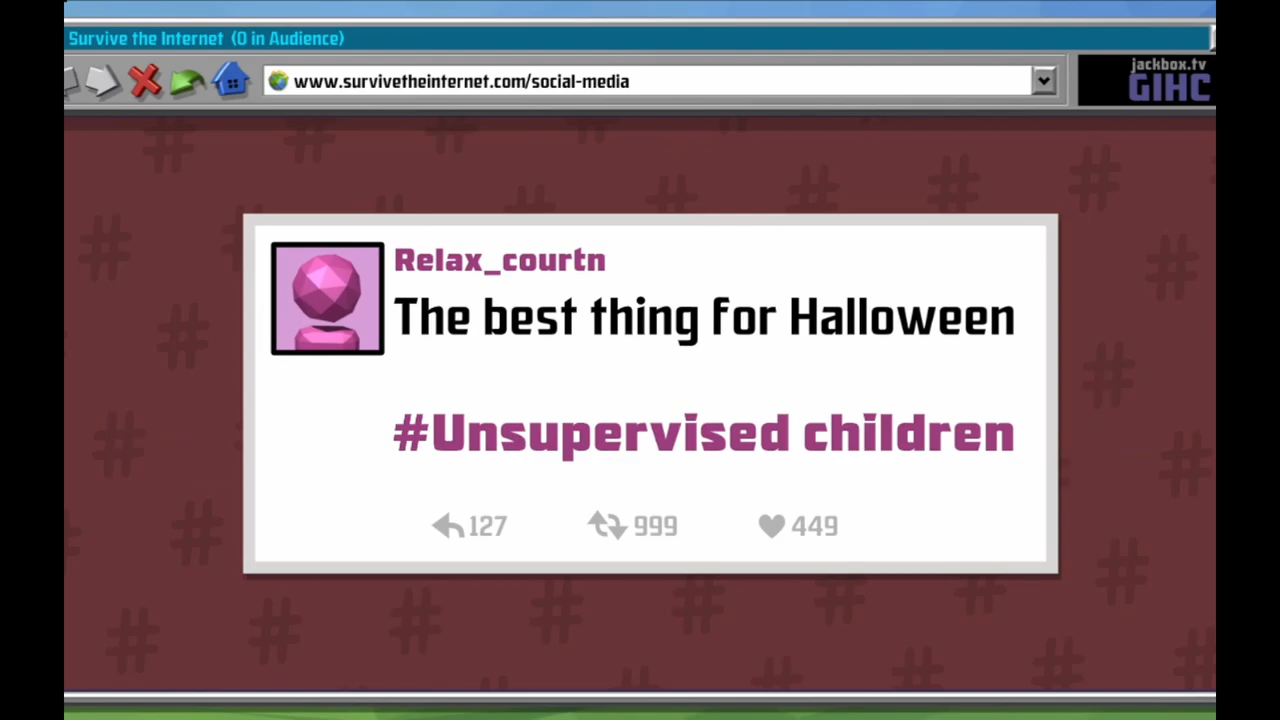 Survive the Internet (0 in Audience)
www.survivetheinternet.com/social-media
jackbox.tv
GIHC
Relax_courtn
The best thing for Halloween
#Unsupervised children
127 999 449